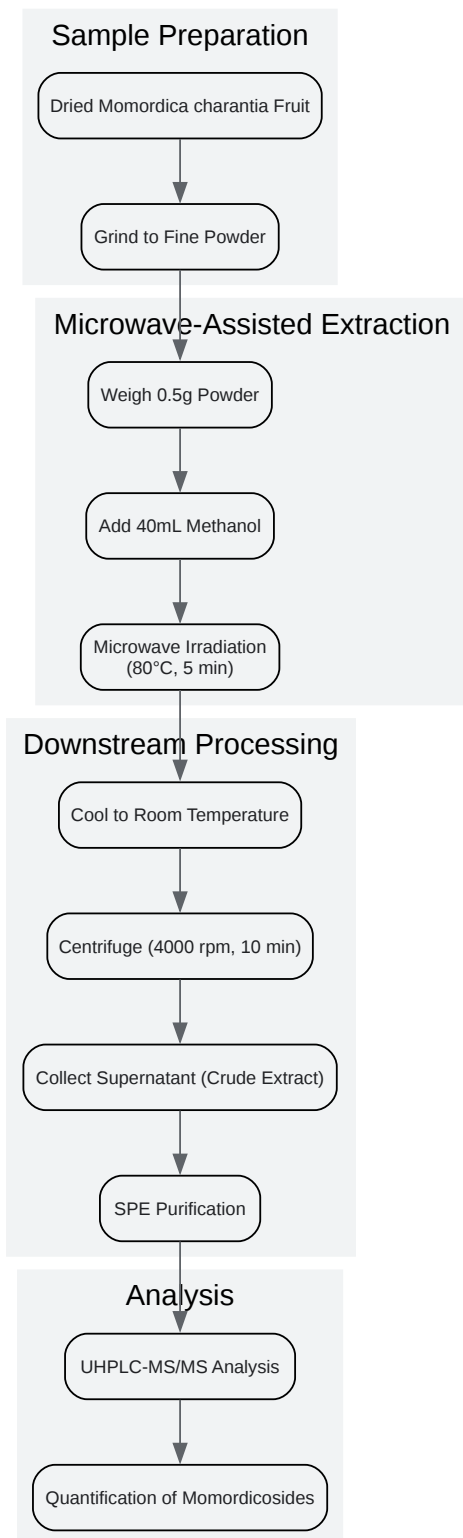 Sample Preparation
Dried Momordica charantia Fruit
Grind to Fine Powder
Microwave-Assisted Extraction
Weigh 0.5g Powder
Add 40mL Methanol
Microwave Irradiation
(80°C, 5 min)
Downstream Processing
Cool to Room Temperature
Centrifuge (4000 rpm, 10 min)
Collect Supernatant (Crude Extract)
SPE Purification
Analysis
UHPLC-MS/MS Analysis
Quantification of Momordicosides